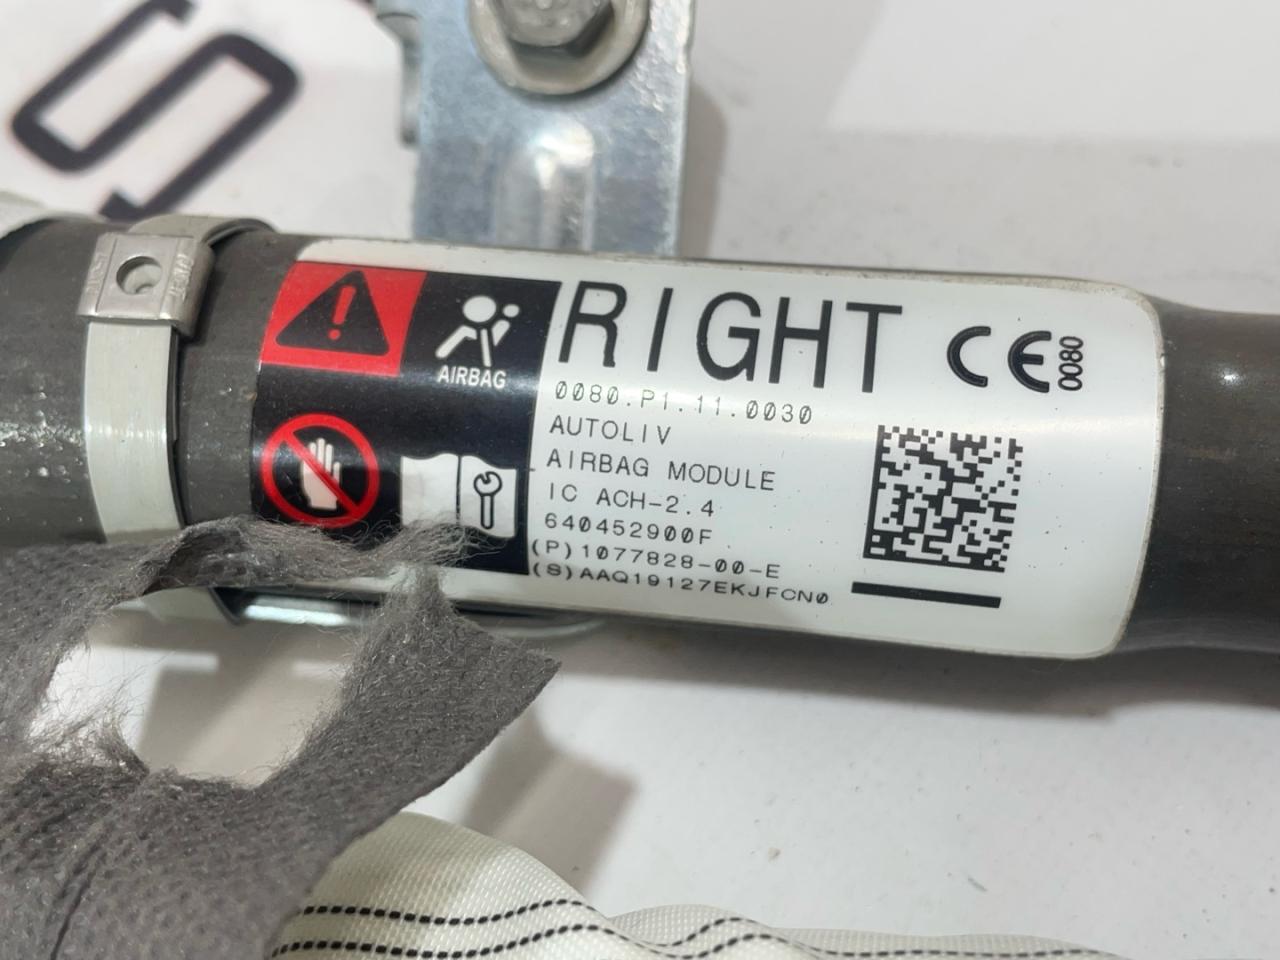 S
RIGHT CE 0080
AIRBAG
0080.P1.11.0030
AUTOLIV
AIRBAG MODULE
IC ACH-2.4
640452900F
(P)1077828-00-E
(S)AAQ19127EKJFCN0